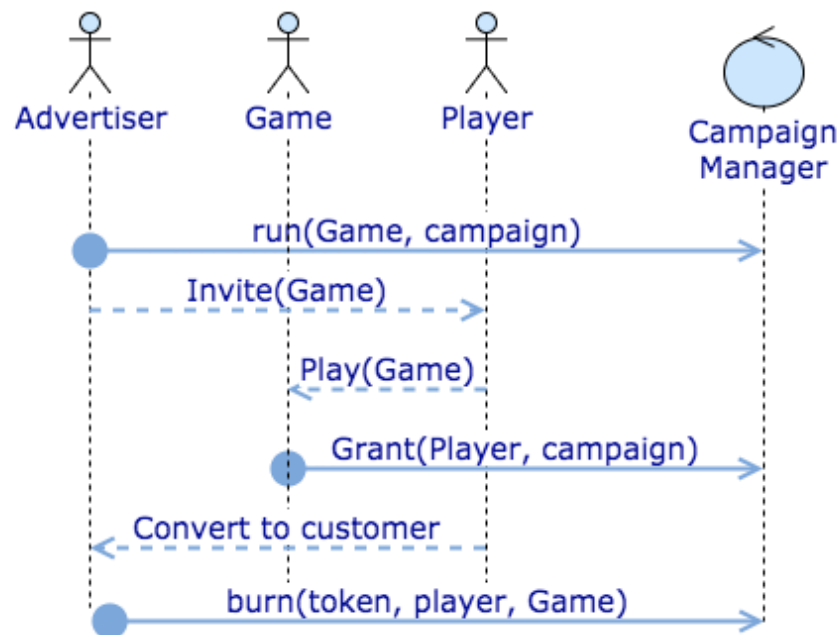 Advertiser
Game
Player
Campaign
Manager
run(Game, campaign)
Invite(Game)
Play(Game)
Grant(Player, campaign)
Convert to customer
burn(token, player, Game)